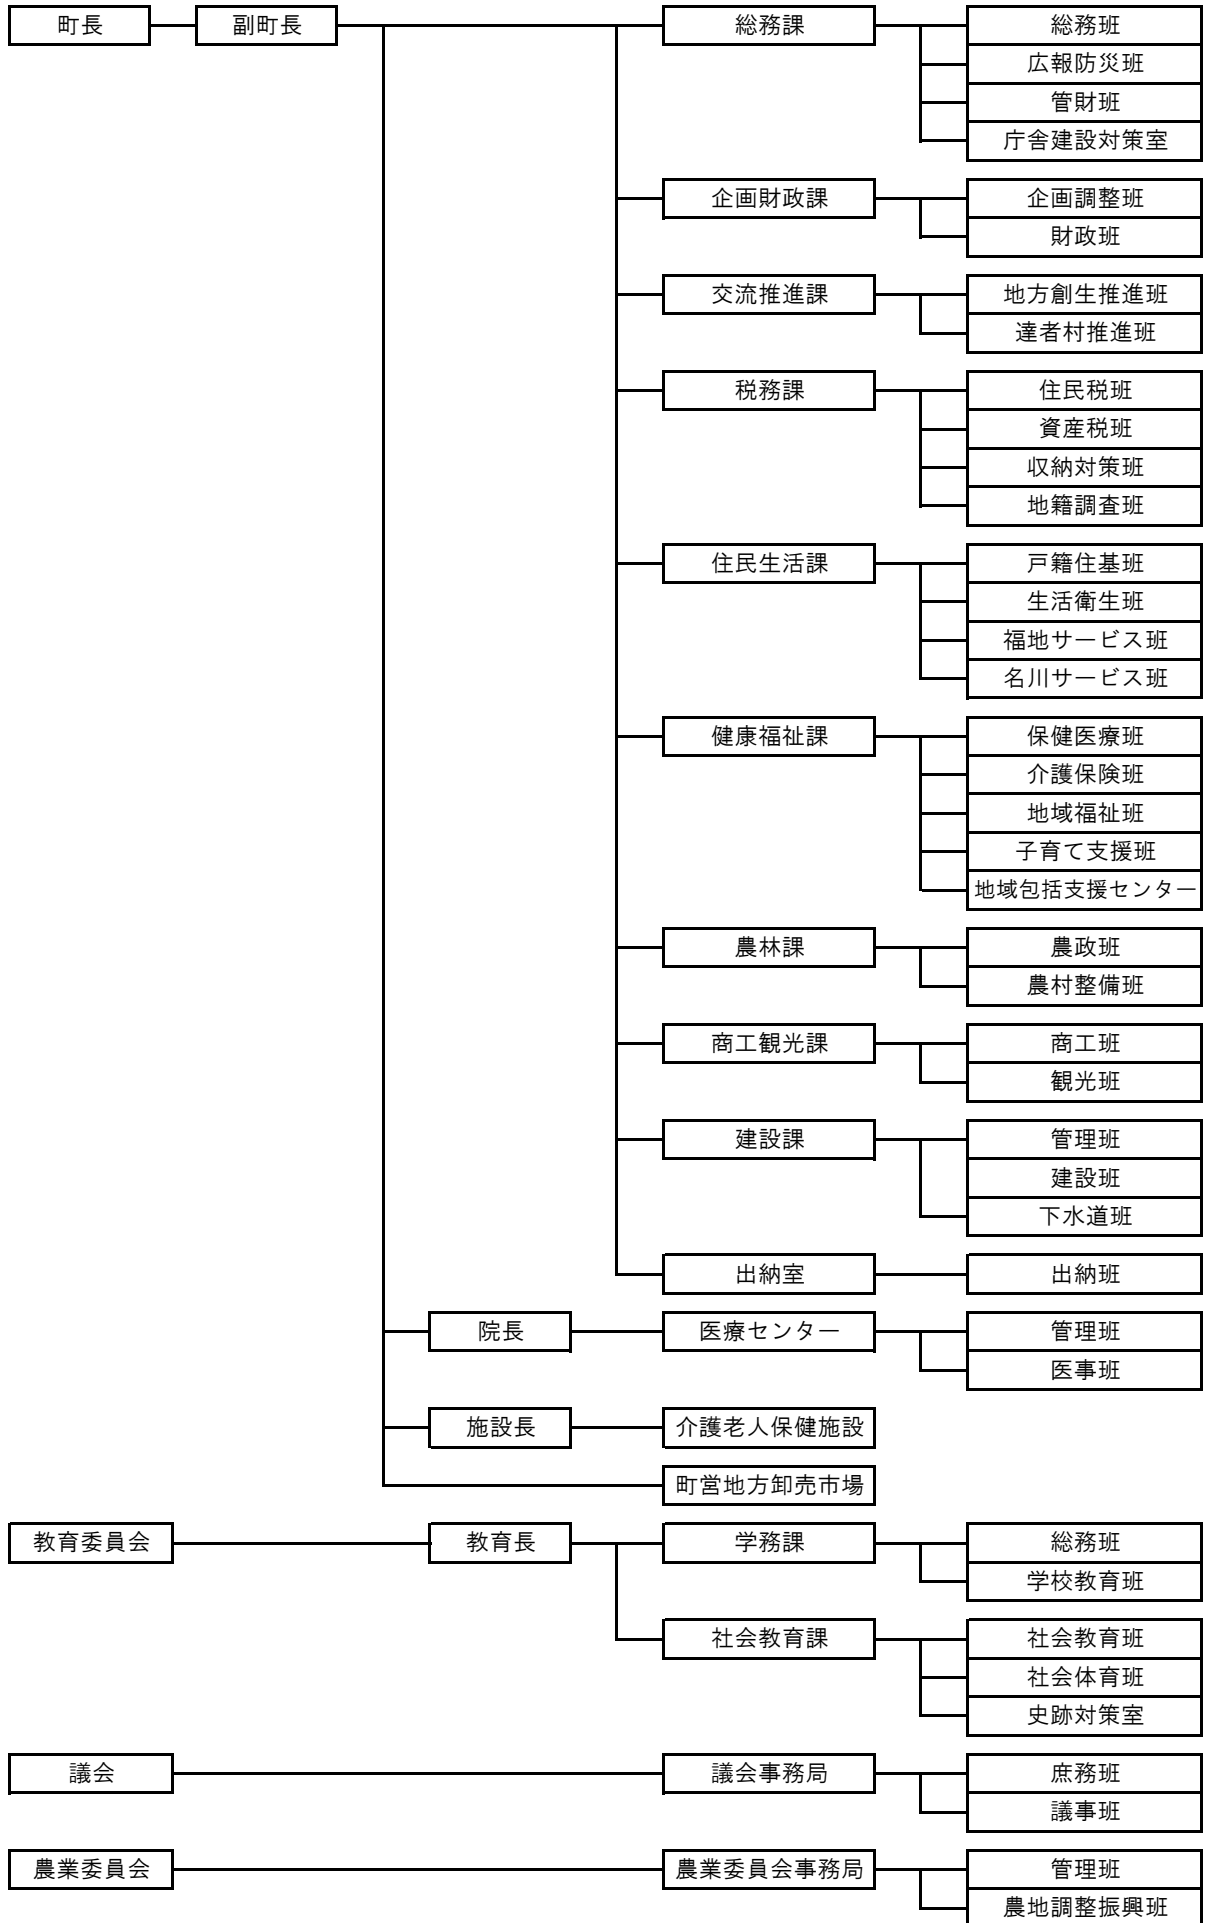 町長 副町長 総務課 総務班
広報防災班
管財班
庁舎建設対策室
企画財政課 企画調整班
財政班
交流推進課 地方創生推進班
達者村推進班
税務課 住民税班
資産税班
収納対策班
地籍調査班
住民生活課 戸籍住基班
生活衛生班
福地サービス班
名川サービス班
健康福祉課 保健医療班
介護保険班
地域福祉班
子育て支援班
地域包括支援センター
農林課 農政班
農村整備班
商工観光課 商工班
観光班
建設課 管理班
建設班
下水道班
出納室 出納班
院長 医療センター 管理班
医事班
施設長 介護老人保健施設
町営地方卸売市場
教育委員会 教育長 学務課 総務班
学校教育班
社会教育課 社会教育班
社会体育班
史跡対策室
議会 議会事務局 庶務班
議事班
農業委員会 農業委員会事務局 管理班
農地調整振興班